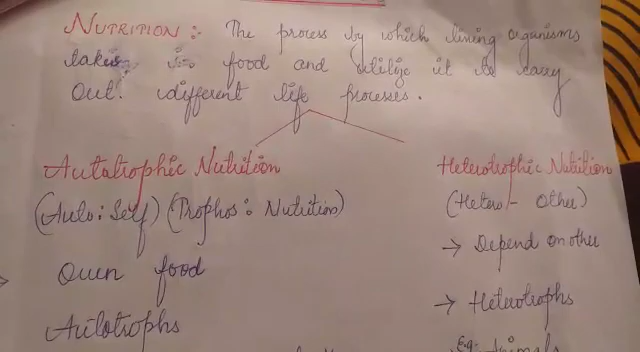 NUTRITION :- The process by which living organisms
takes in food and utilize it to carry
out. different life processes.
Autotrophic Nutrition
Heterotrophic Nutrition
(Auto : Self) (Trophos : Nutrition)
(Hetero - Other)
→ Depend on other
Own food
→ Heterotrophs
Autotrophs
E.g- Animals